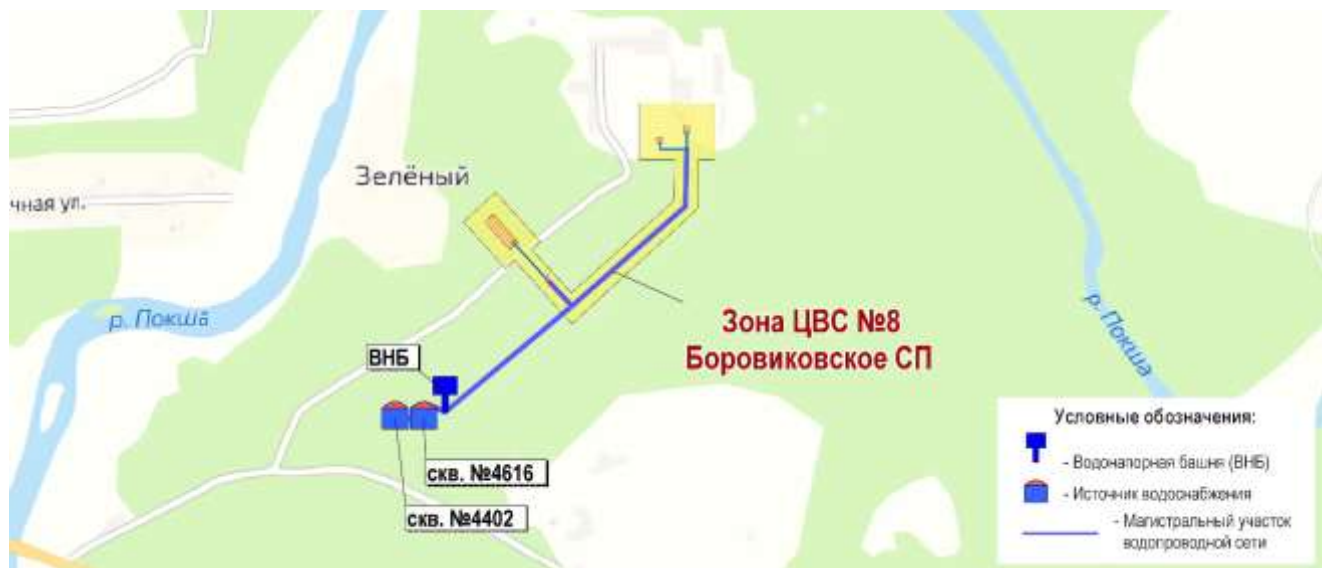 Зелёный
чная ул.
р. Покша
р. Покша
Зона ЦВС №8
Боровиковское СП
ВНБ
скв. №4616
скв. №4402
Условные обозначения:
- Водонапорная башня (ВНБ)
- Источник водоснабжения
- Магистральный участок
водопроводной сети